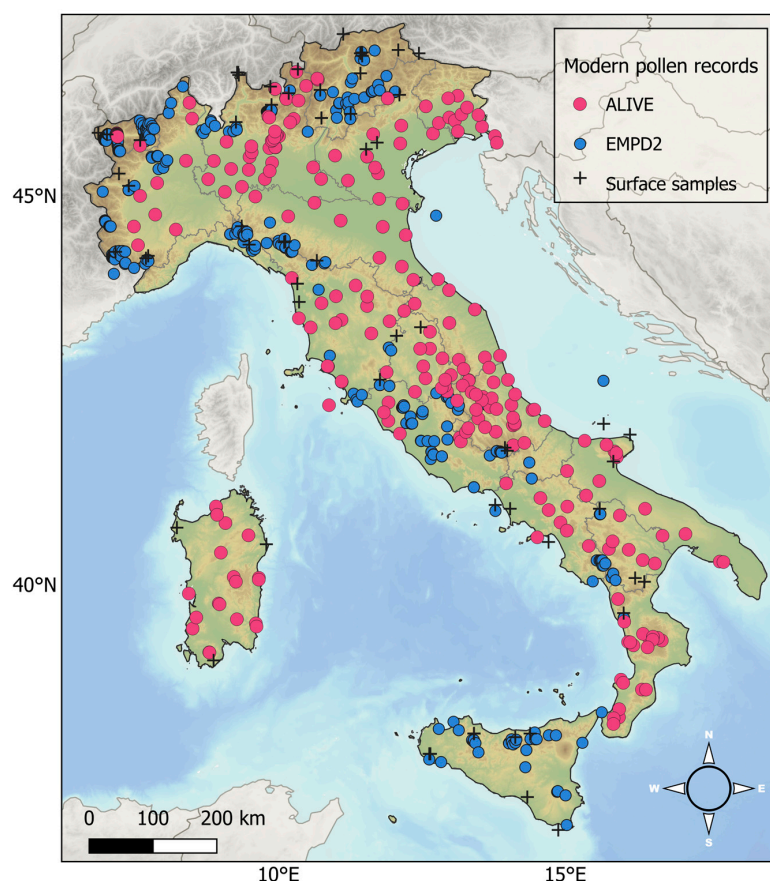 Modern pollen records
ALIVE
EMPD2
Surface samples
45°N
40°N
N
W E
S
0 100 200 km
10°E 15°E